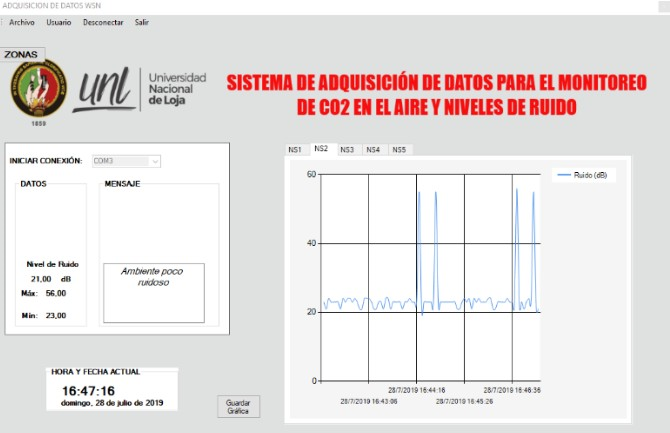 ADQUISICION DE DATOS WSN
Archivo Usuario Desconectar Salir
ZONAS
1859
unl Universidad Nacional de Loja
SISTEMA DE ADQUISICIÓN DE DATOS PARA EL MONITOREO
DE CO2 EN EL AIRE Y NIVELES DE RUIDO
INICIAR CONEXIÓN: COM3
DATOS
Nivel de Ruido
21,00 dB
Máx: 56,00
Min: 23,00
MENSAJE
Ambiente poco
ruidoso
HORA Y FECHA ACTUAL
16:47:16
domingo, 28 de julio de 2019
Guardar
Gráfica
NS1 NS2 NS3 NS4 NS5
Ruido (dB)
60
40
20
0
28/7/2019 16:44:16 28/7/2019 16:46:36
28/7/2019 16:43:06 28/7/2019 16:45:26